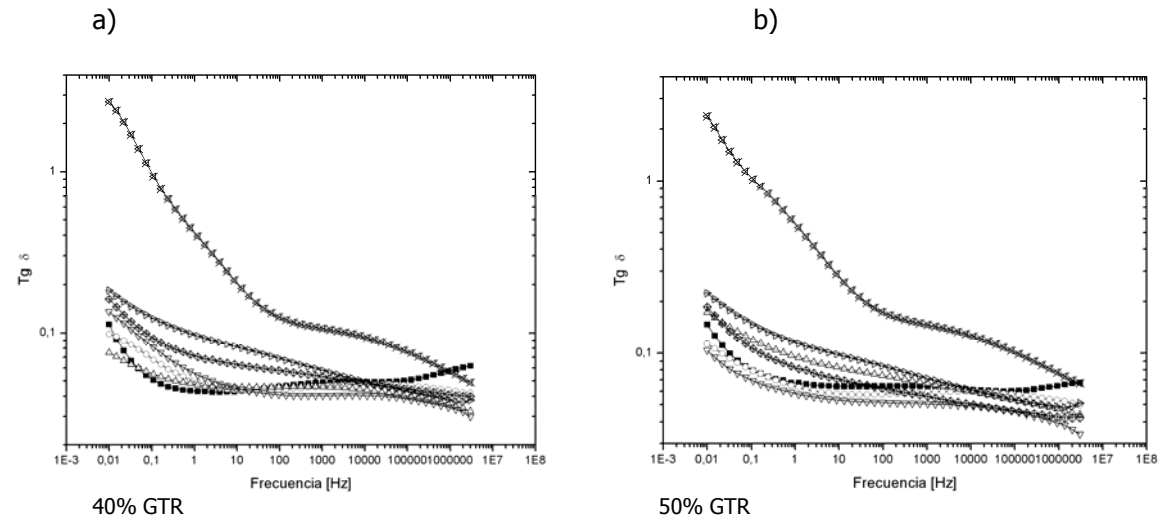 a)
b)
1
0,1
Tg δ
1E-3 0,01 0,1 1 10 100 1000 10000 1000001000000 1E7 1E8
Frecuencia [Hz]
40% GTR
1
0,1
Tg δ
1E-3 0,01 0,1 1 10 100 1000 10000 1000001000000 1E7 1E8
Frecuencia [Hz]
50% GTR